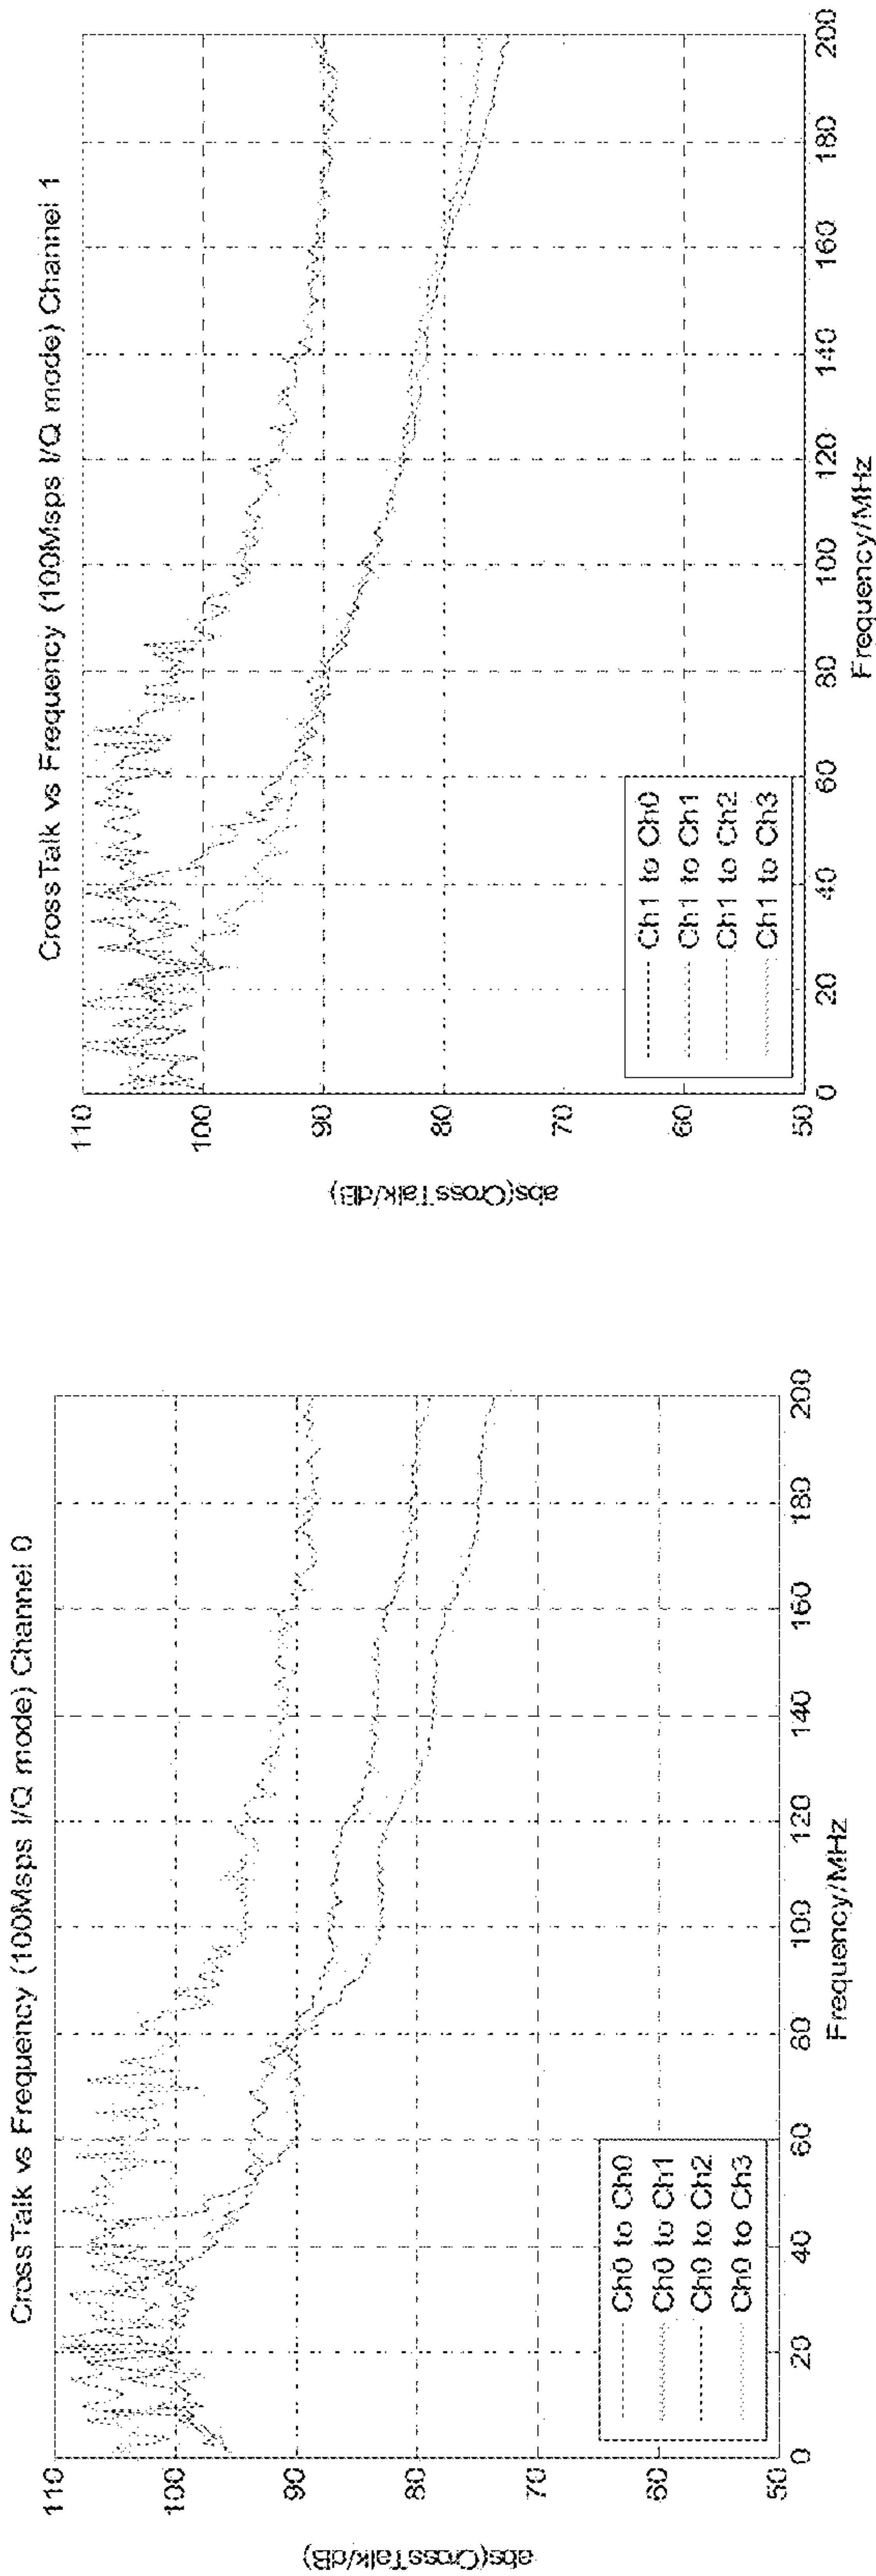 CrossTalk vs Frequency (100Msps I/Q mode) Channel 0
abs(CrossTalk/dB)
110
100
90
80
70
60
50
0
20
40
60
80
100
120
140
160
180
200
Frequency/MHz
Ch0 to Ch0
Ch0 to Ch1
Ch0 to Ch2
Ch0 to Ch3
CrossTalk vs Frequency (100Msps I/Q mode) Channel 1
abs(CrossTalk/dB)
110
100
90
80
70
60
50
0
20
40
60
80
100
120
140
160
180
200
Frequency/MHz
Ch1 to Ch0
Ch1 to Ch1
Ch1 to Ch2
Ch1 to Ch3